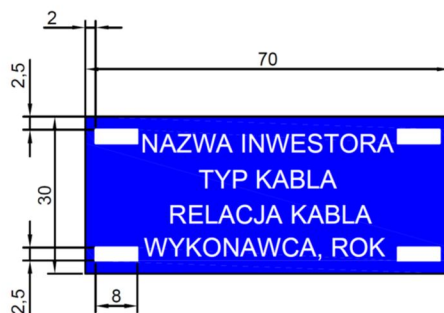 2
70
2,5
NAZWA INWESTORA
TYP KABLA
30
RELACJA KABLA
WYKONAWCA, ROK
2,5
8